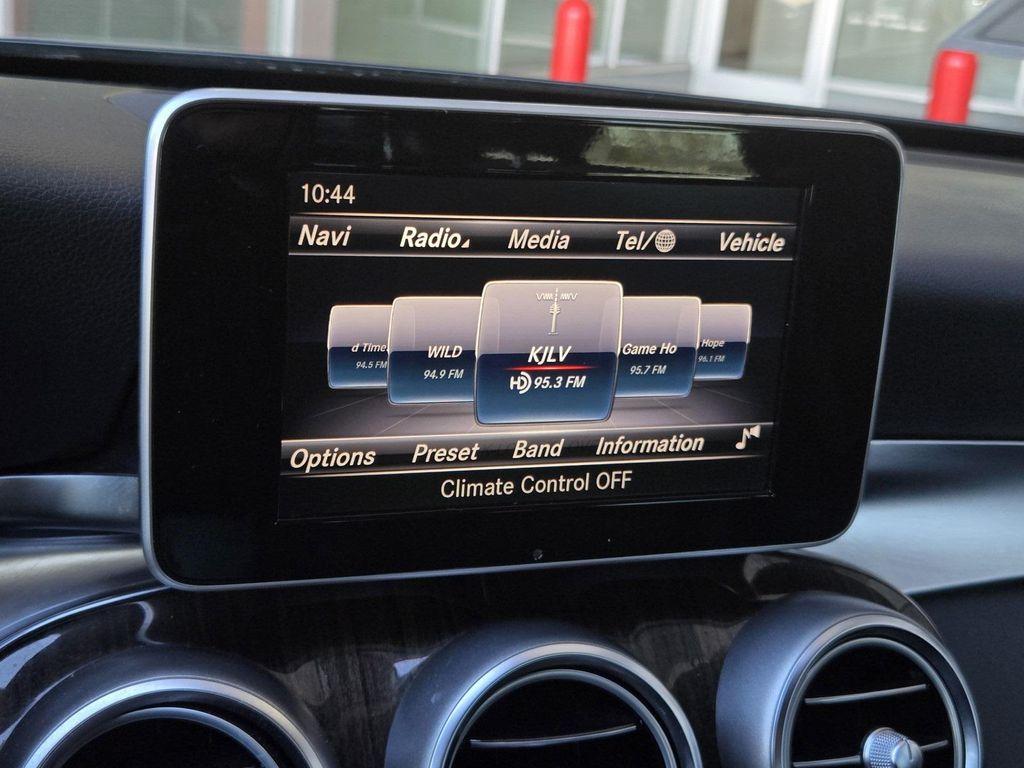 10:44
Navi Radio Media Tel/ Vehicle
d Time WILD KJLV Game Ho Hope
94.5 FM 94.9 FM HD 95.3 FM 95.7 FM 96.1 FM
Options Preset Band Information
Climate Control OFF